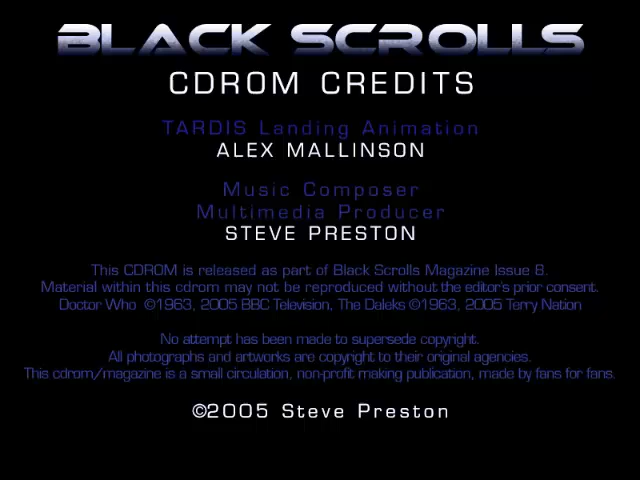 BLACK SCROLLS
CDROM CREDITS
TARDIS Landing Animation
ALEX MALLINSON
Music Composer
Multimedia Producer
STEVE PRESTON
This CDROM is released as part of Black Scrolls Magazine Issue 8.
Material within this cdrom may not be reproduced without the editor's prior consent.
Doctor Who ©1963, 2005 BBC Television, The Daleks ©1963, 2005 Terry Nation
No attempt has been made to supersede copyright.
All photographs and artworks are copyright to their original agencies.
This cdrom/magazine is a small circulation, non-profit making publication, made by fans for fans.
©2005 Steve Preston